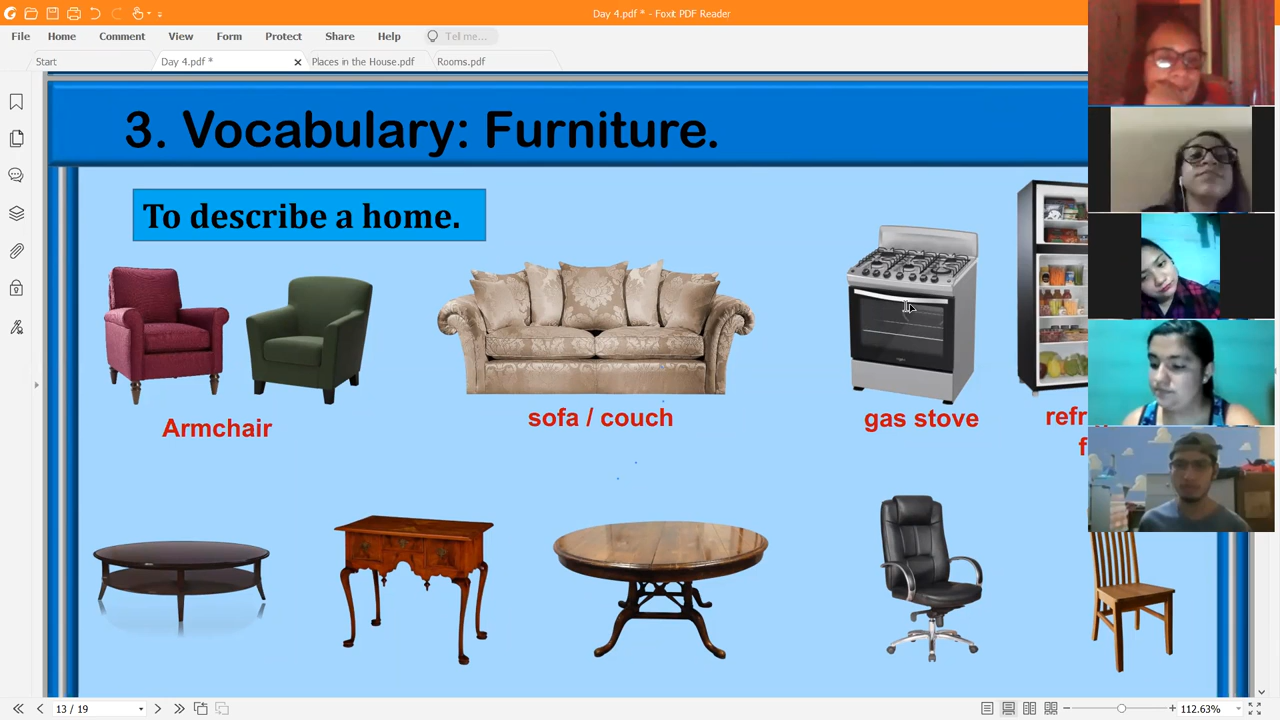 Day 4.pdf * - Foxit PDF Reader
File Home Comment View Form Protect Share Help Tell me...
Start Day 4.pdf * Places in the House.pdf Rooms.pdf
3. Vocabulary: Furniture.
To describe a home.
Armchair
sofa / couch
gas stove
refr
f
13 / 19
112.63%